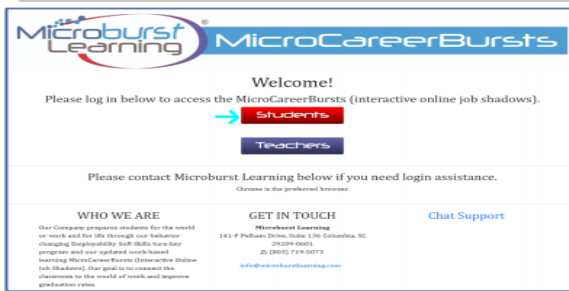 Microburst
Learning
MicroCareerBursts
Welcome!
Please log in below to access the MicroCareerBursts (interactive online job shadows).
Students
Teachers
Please contact Microburst Learning below if you need login assistance.
Chrome is the preferred browser.
WHO WE ARE
Our Company prepares students for the world
or work and for life through our behavior
changing Employability Soft Skills turn-key
program and our updated work-based
learning MicroCareerBursts (Interactive Online
Job Shadows). Our goal is to connect the
classroom to the world of work and improve
graduation rates.
GET IN TOUCH
Microburst Learning
141-F Pelham Drive, Suite 136 Columbia, SC
29209-0601
(803) 719-5073
info@microburstlearning.com
Chat Support